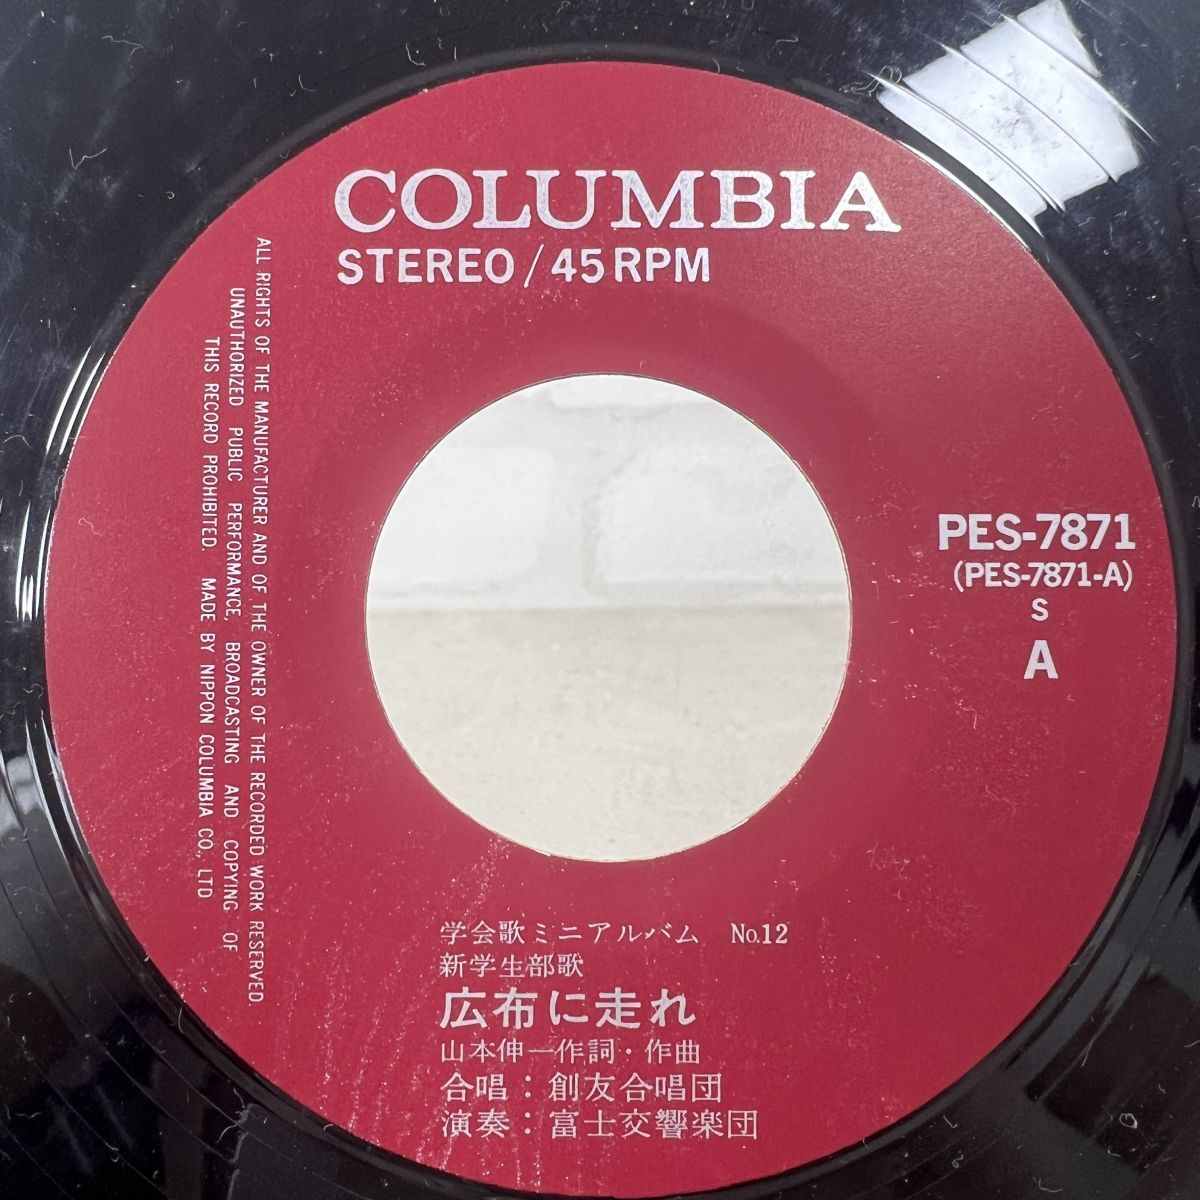 COLUMBIA
STEREO/45RPM
ALL RIGHTS OF THE MANUFACTURER AND OF THE OWNER OF THE RECORDED WORK RESERVED
UNAUTHORIZED PUBLIC PERFORMANCE, BROADCASTING AND COPYING OF
THIS RECORD PROHIBITED. MADE BY NIPPON COLUMBIA CO., LTD
PES-7871
(PES-7871-A)
S
A
学会歌ミニアルバム No.12
新学生部歌
広布に走れ
山本伸一作詞・作曲
合唱：創友合唱団
演奏：富士交響楽団